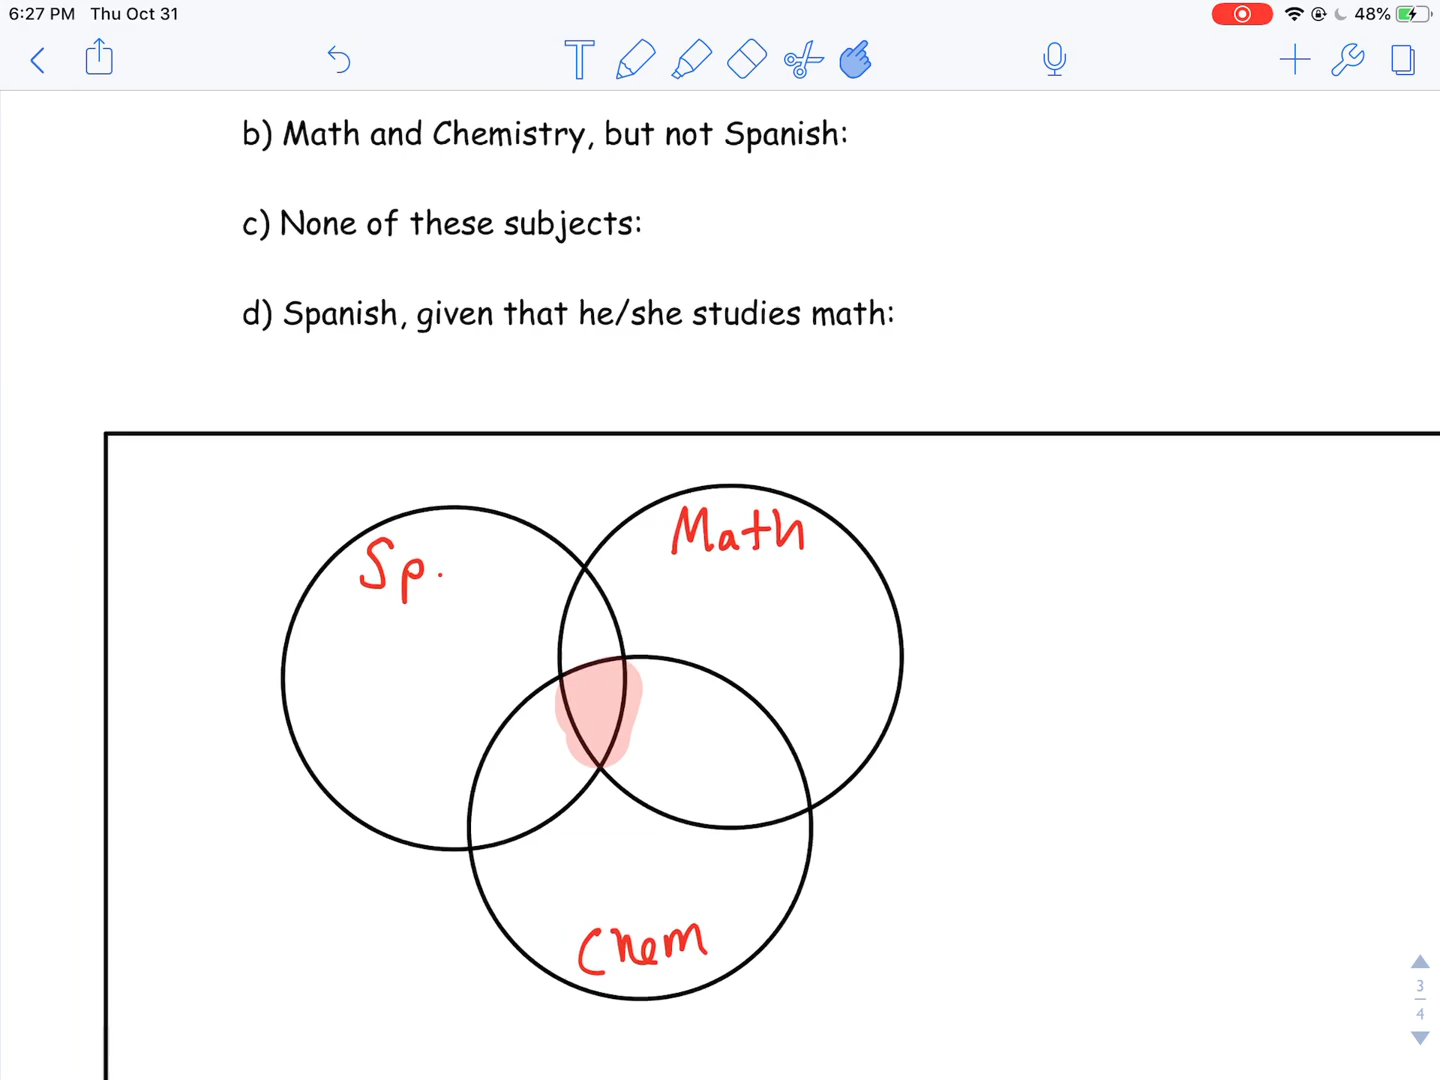 6:27 PM Thu Oct 31
48%
T
b) Math and Chemistry, but not Spanish:
c) None of these subjects:
d) Spanish, given that he/she studies math:
Math
Sp.
Chem
3
4